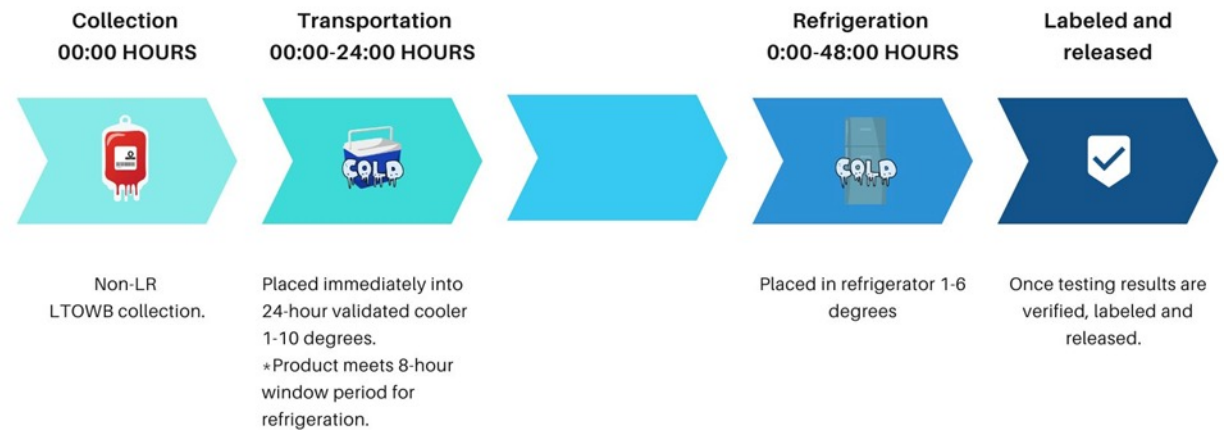 Collection
00:00 HOURS
Transportation
00:00-24:00 HOURS
Refrigeration
0:00-48:00 HOURS
Labeled and
released
COLD
COLD
Non-LR
LTOWB collection.
Placed immediately into
24-hour validated cooler
1-10 degrees.
*Product meets 8-hour
window period for
refrigeration.
Placed in refrigerator 1-6
degrees
Once testing results are
verified, labeled and
released.